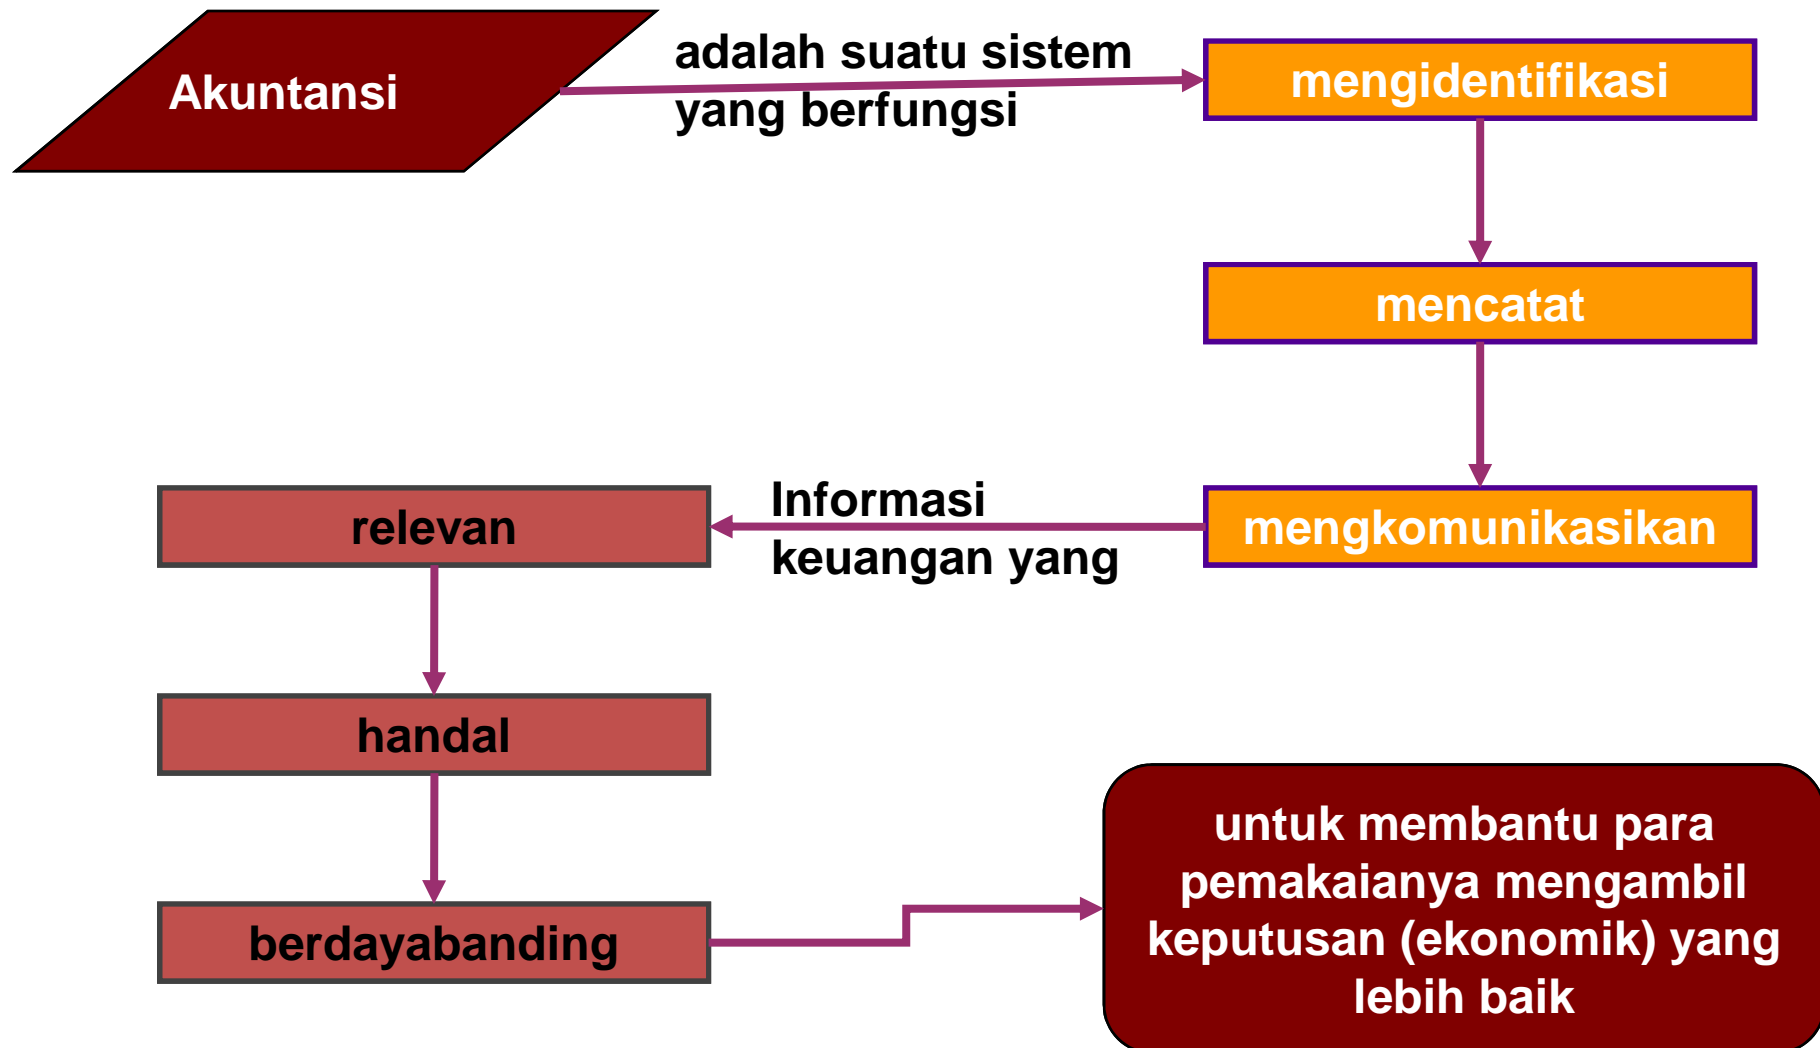 Akuntansi
adalah suatu sistem
yang berfungsi
mengidentifikasi
mencatat
mengkomunikasikan
Informasi
keuangan yang
relevan
handal
berdayabanding
untuk membantu para
pemakaianya mengambil
keputusan (ekonomik) yang
lebih baik